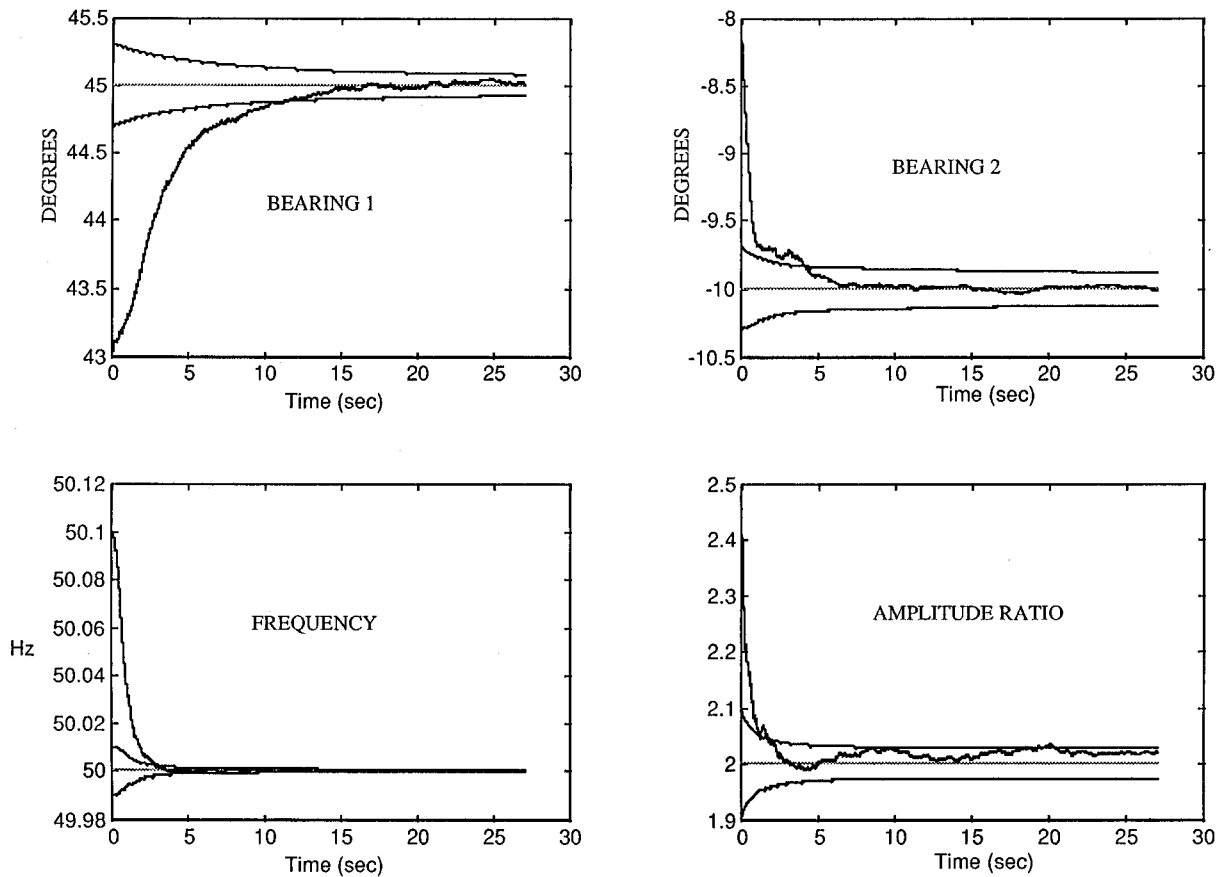 45.5
45
44.5
44
43.5
43
DEGREES
BEARING 1
0 5 10 15 20 25 30
Time (sec)
-8
-8.5
-9
-9.5
-10
-10.5
DEGREES
BEARING 2
0 5 10 15 20 25 30
Time (sec)
50.12
50.1
50.08
50.06
50.04
50.02
50
49.98
Hz
FREQUENCY
0 5 10 15 20 25 30
Time (sec)
2.5
2.4
2.3
2.2
2.1
2
1.9
AMPLITUDE RATIO
0 5 10 15 20 25 30
Time (sec)